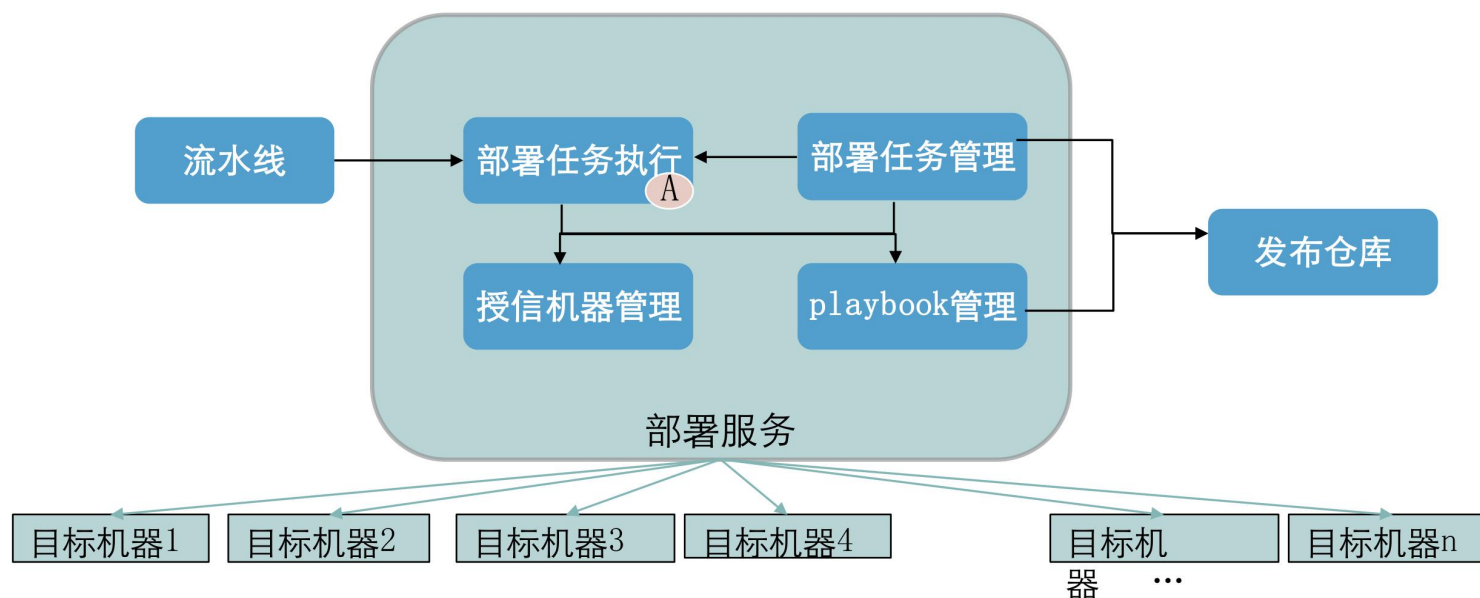 流水线
部署任务执行
A
部署任务管理
发布仓库
授信机器管理
playbook管理
部署服务
目标机器1
目标机器2
目标机器3
目标机器4
目标机
器 …
目标机器n